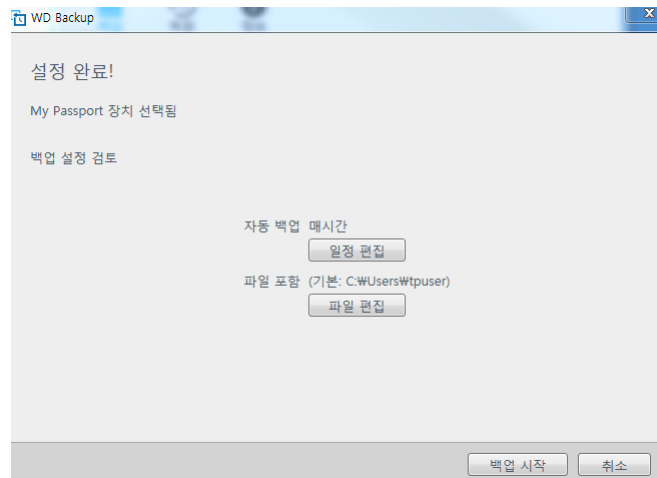 WD Backup
설정 완료!
My Passport 장치 선택됨
백업 설정 검토
자동 백업 매시간
일정 편집
파일 포함 (기본: C:₩Users₩tpuser)
파일 편집
백업 시작 취소